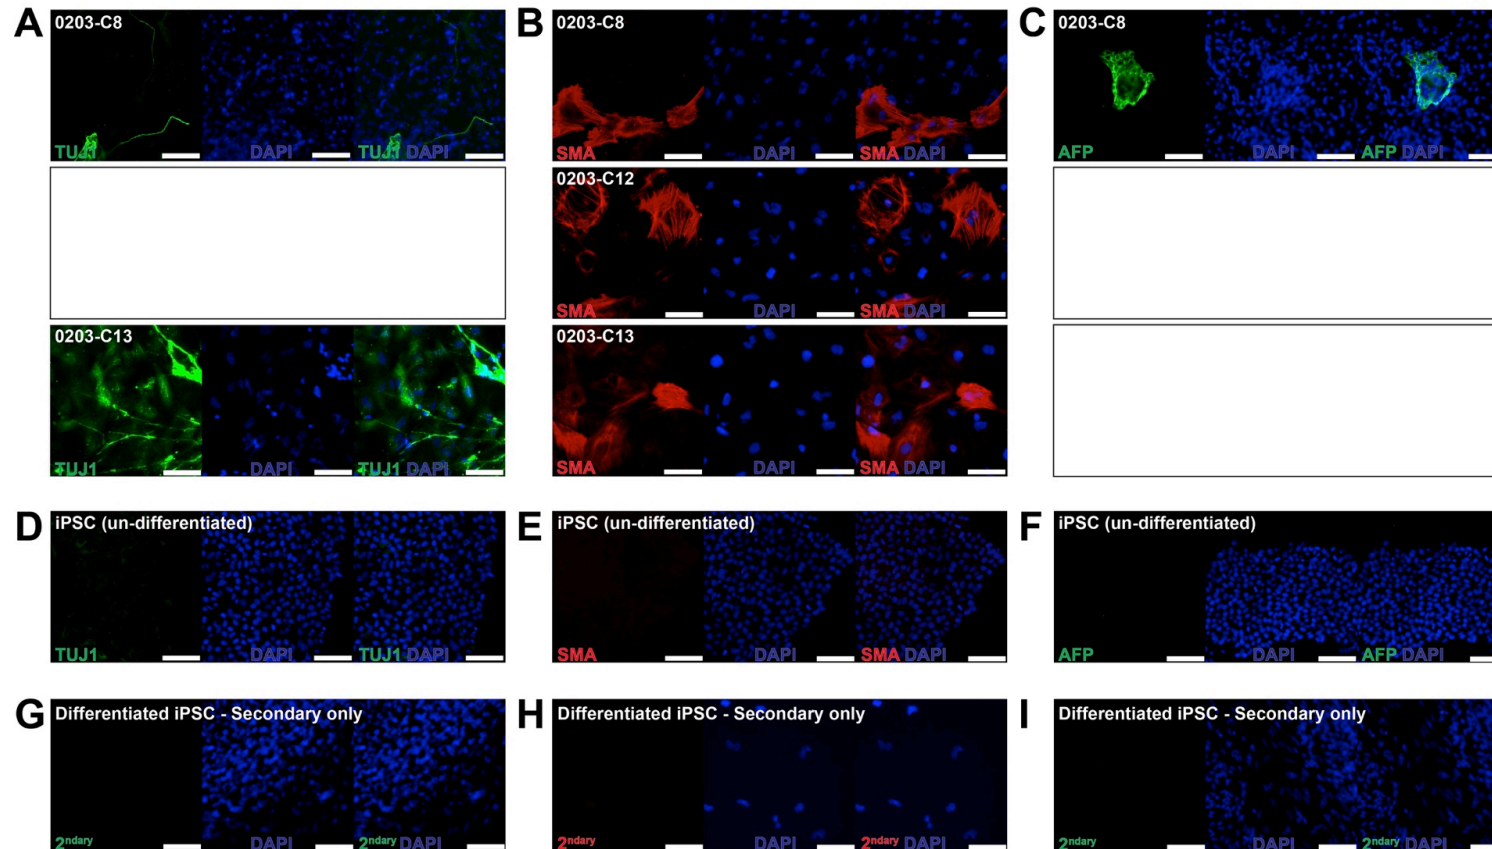 A
0203-C8
TUJ1 DAPI TUJ1 DAPI
B
0203-C8
SMA DAPI SMA DAPI
C
0203-C8
AFP DAPI AFP DAPI
0203-C12
SMA DAPI SMA DAPI
0203-C13
TUJ1 DAPI TUJ1 DAPI
0203-C13
SMA DAPI SMA DAPI
D
iPSC (un-differentiated)
TUJ1 DAPI TUJ1 DAPI
E
iPSC (un-differentiated)
SMA DAPI SMA DAPI
F
iPSC (un-differentiated)
AFP DAPI AFP DAPI
G
Differentiated iPSC - Secondary only
2ndary DAPI 2ndary DAPI
H
Differentiated iPSC - Secondary only
2ndary DAPI 2ndary DAPI
I
Differentiated iPSC - Secondary only
2ndary DAPI 2ndary DAPI